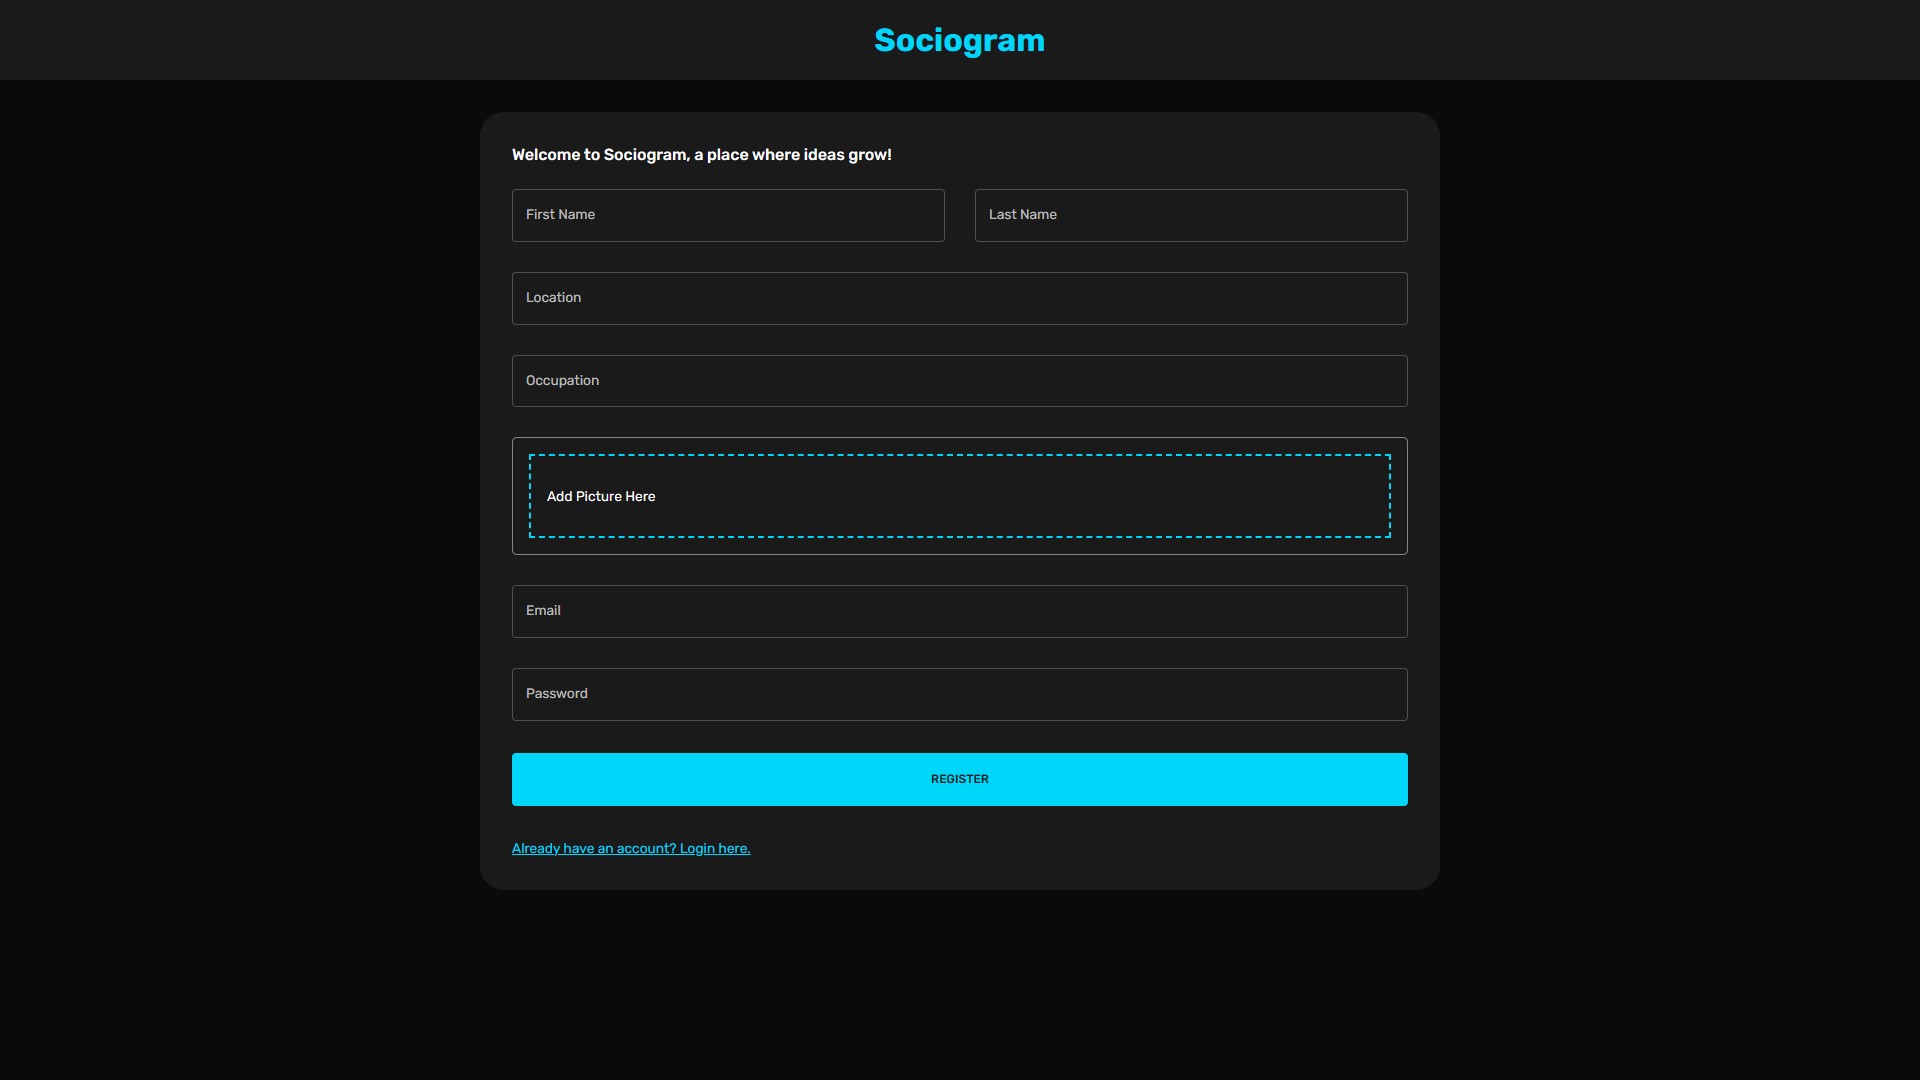 Sociogram
Welcome to Sociogram, a place where ideas grow!
First Name
Last Name
Location
Occupation
Add Picture Here
Email
Password
REGISTER
Already have an account? Login here.